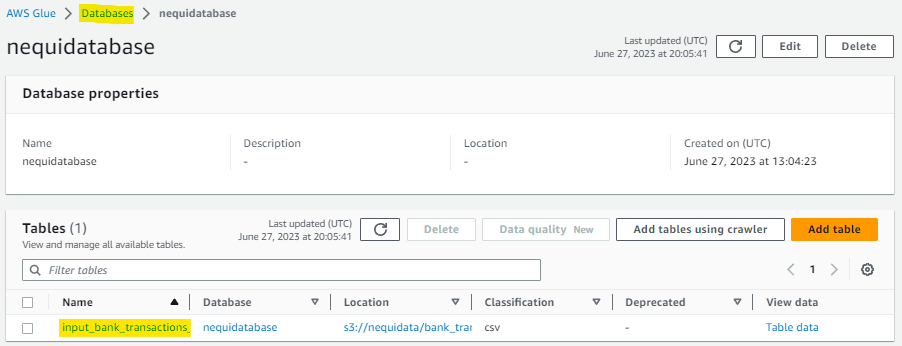 AWS Glue > Databases > nequidatabase
nequidatabase
Last updated (UTC)
June 27, 2023 at 20:05:41
Edit
Delete
Database properties
Name
nequidatabase
Description
-
Location
-
Created on (UTC)
June 27, 2023 at 13:04:23
Tables (1)
View and manage all available tables.
Last updated (UTC)
June 27, 2023 at 20:05:41
Delete
Data quality New
Add tables using crawler
Add table
Filter tables
1
Name Database Location Classification Deprecated View data
input_bank_transactions_ nequidatabase s3://nequidata/bank_tra csv - Table data